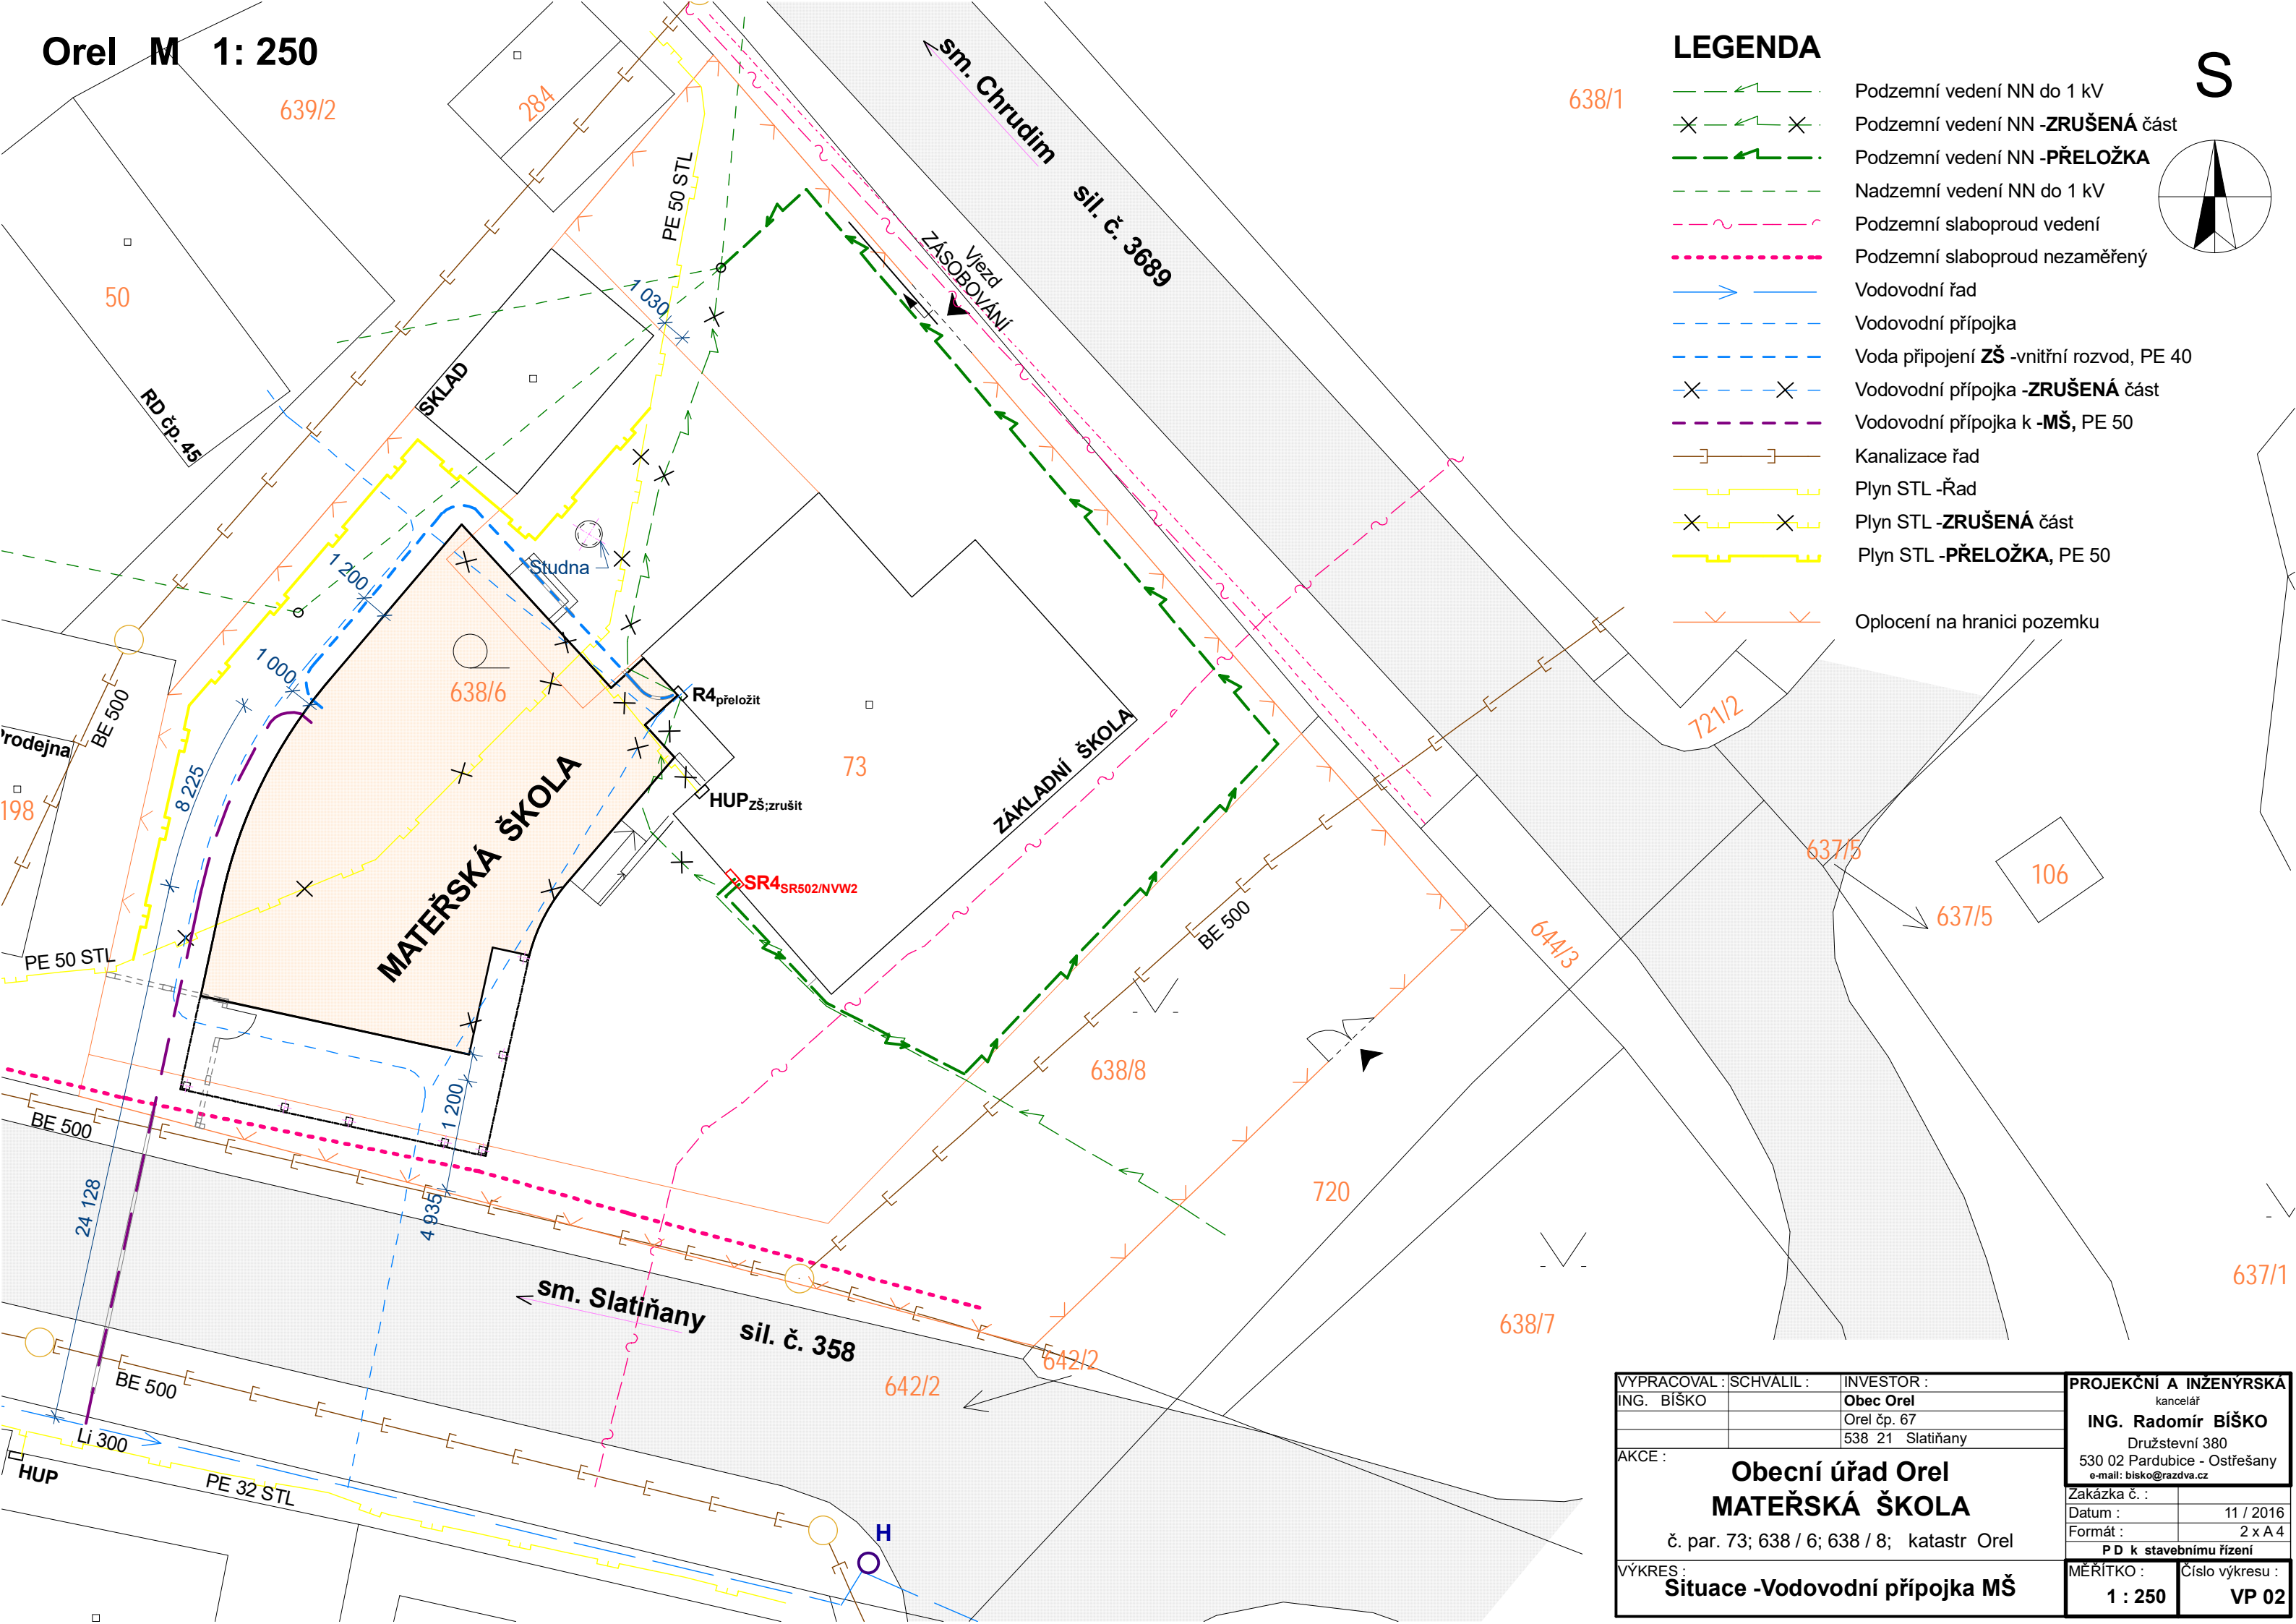 Orel M 1: 250
639/2
284
50
RD čp. 45
SKLAD
PE 50 STL
1 030
sm. Chrudim
sil. č. 3689
Vjezd
ZÁSOBOVÁNÍ
638/1
LEGENDA
S
Podzemní vedení NN do 1 kV
Podzemní vedení NN -ZRUŠENÁ část
Podzemní vedení NN -PŘELOŽKA
Nadzemní vedení NN do 1 kV
Podzemní slaboproud vedení
Podzemní slaboproud nezaměřený
Vodovodní řad
Vodovodní přípojka
Voda připojení ZŠ -vnitřní rozvod, PE 40
Vodovodní přípojka -ZRUŠENÁ část
Vodovodní přípojka k -MŠ, PE 50
Kanalizace řad
Plyn STL -Řad
Plyn STL -ZRUŠENÁ část
Plyn STL -PŘELOŽKA, PE 50
Oplocení na hranici pozemku
1 200
Studna
1 000
638/6
R4přeložit
73
HUPZŠ;zrušit
ZÁKLADNÍ ŠKOLA
SR4SR502/NVW2
MATEŘSKÁ ŠKOLA
BE 500
Prodejna
198
8 225
PE 50 STL
BE 500
721/2
637/5
637/5
106
644/3
638/8
720
637/1
638/7
BE 500
1 200
4 935
24 128
sm. Slatiňany
sil. č. 358
642/2
642/2
BE 500
Li 300
HUP
PE 32 STL
H
VYPRACOVAL : SCHVÁLIL : INVESTOR :
ING. BÍŠKO Obec Orel
Orel čp. 67
538 21 Slatiňany
AKCE :
Obecní úřad Orel
MATEŘSKÁ ŠKOLA
č. par. 73; 638 / 6; 638 / 8; katastr Orel
VÝKRES :
Situace -Vodovodní přípojka MŠ
PROJEKČNÍ A INŽENÝRSKÁ
kancelář
ING. Radomír BÍŠKO
Družstevní 380
530 02 Pardubice - Ostřešany
e-mail: bisko@razdva.cz
Zakázka č. :
Datum : 11 / 2016
Formát : 2 x A 4
P D k stavebnímu řízení
MĚŘÍTKO : Číslo výkresu :
1 : 250 VP 02